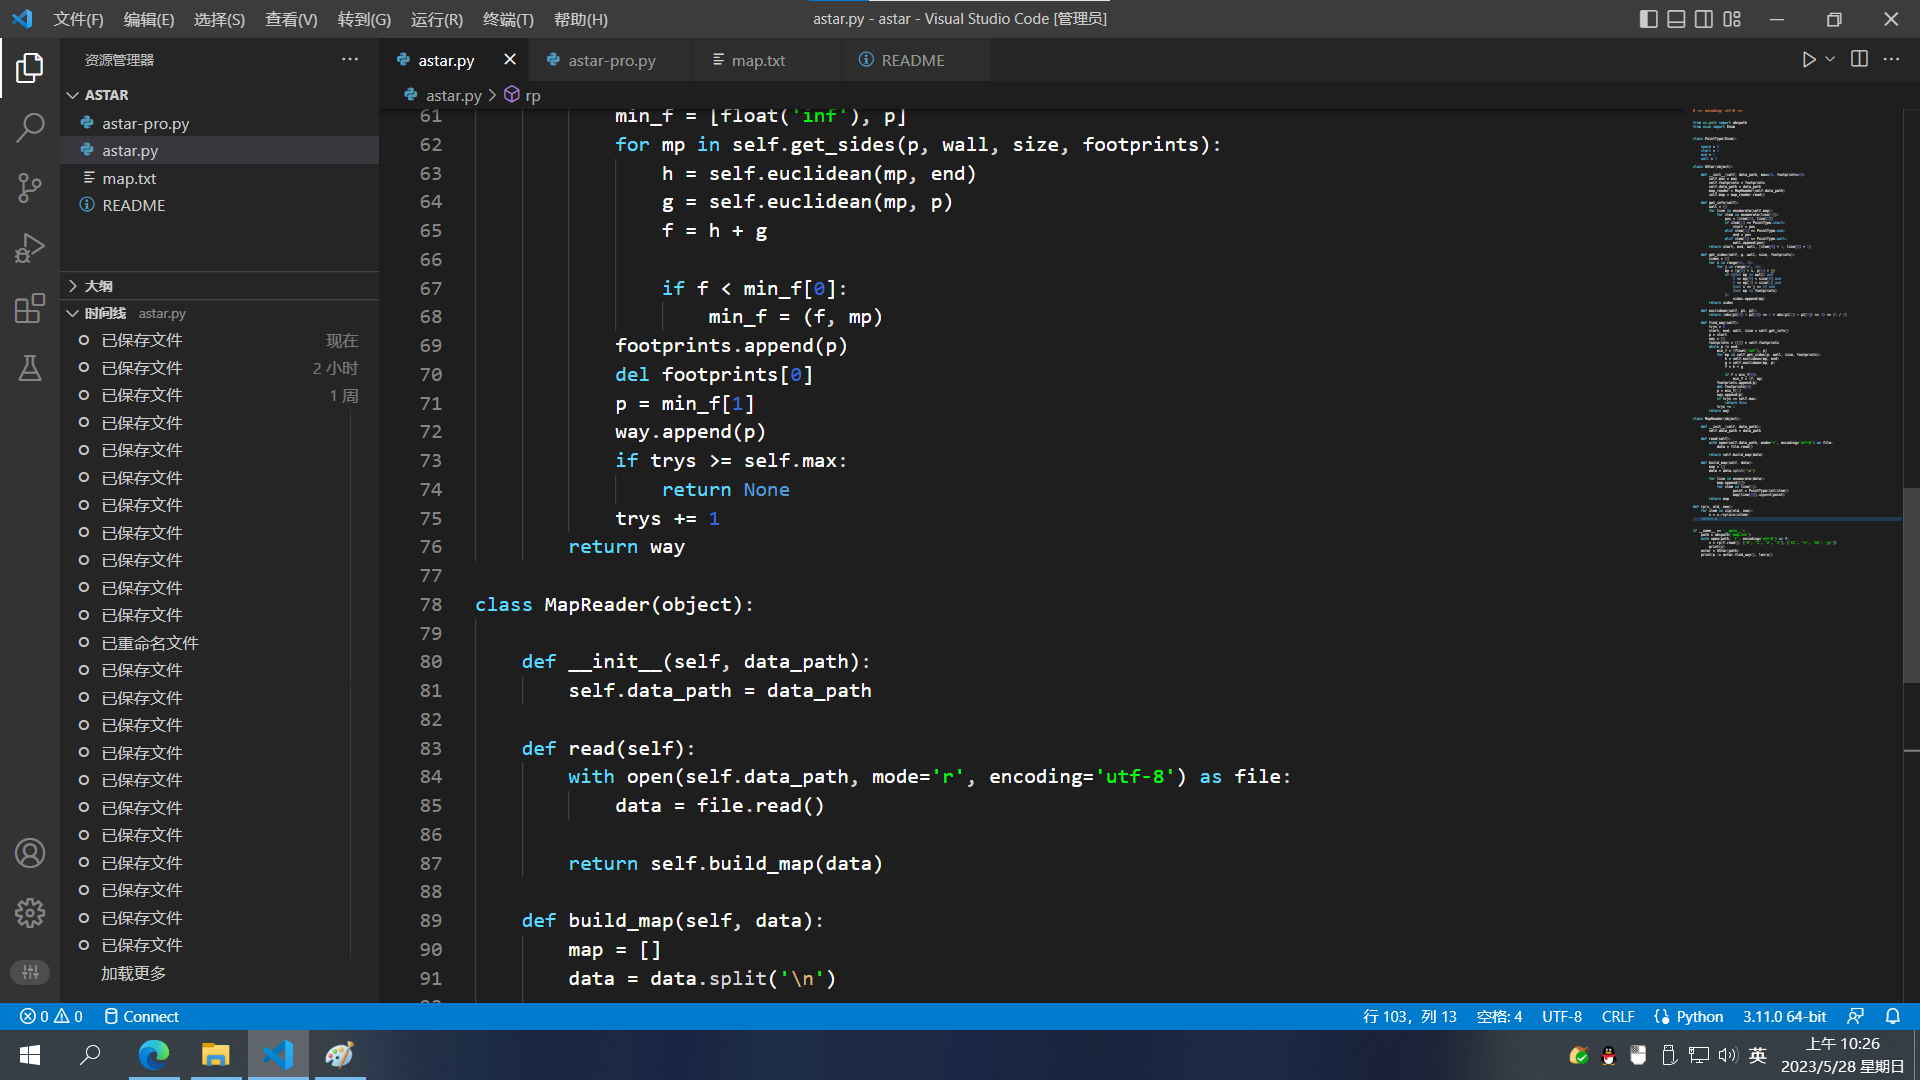 文件(F) 编辑(E) 选择(S) 查看(V) 转到(G) 运行(R) 终端(T) 帮助(H)
astar.py - astar - Visual Studio Code [管理员]
资源管理器
ASTAR
astar-pro.py
astar.py
map.txt
README
大纲
时间线 astar.py
已保存文件 现在
已保存文件 2 小时
已保存文件 1 周
已保存文件
已保存文件
已保存文件
已保存文件
已保存文件
已保存文件
已保存文件
已保存文件
已重命名文件
已保存文件
已保存文件
已保存文件
已保存文件
已保存文件
已保存文件
已保存文件
已保存文件
已保存文件
已保存文件
已保存文件
加载更多
astar.py astar-pro.py map.txt README
astar.py > rp
61 min_f = [float('inf'), p]
62 for mp in self.get_sides(p, wall, size, footprints):
63 h = self.euclidean(mp, end)
64 g = self.euclidean(mp, p)
65 f = h + g
66
67 if f < min_f[0]:
68 min_f = (f, mp)
69 footprints.append(p)
70 del footprints[0]
71 p = min_f[1]
72 way.append(p)
73 if trys >= self.max:
74 return None
75 trys += 1
76 return way
77
78 class MapReader(object):
79
80 def __init__(self, data_path):
81 self.data_path = data_path
82
83 def read(self):
84 with open(self.data_path, mode='r', encoding='utf-8') as file:
85 data = file.read()
86
87 return self.build_map(data)
88
89 def build_map(self, data):
90 map = []
91 data = data.split('\n')
0 0 Connect
行 103，列 13 空格: 4 UTF-8 CRLF Python 3.11.0 64-bit
英
上午 10:26
2023/5/28 星期日